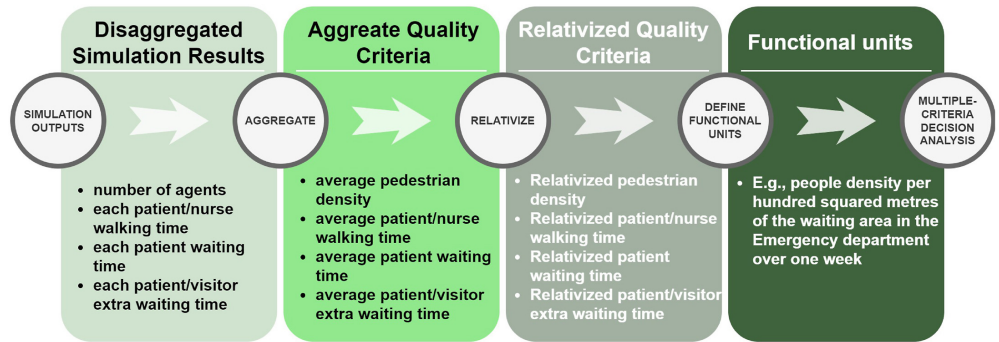 Disaggregated
Simulation Results
Aggreate Quality
Criteria
Relativized Quality
Criteria
Functional units
SIMULATION
OUTPUTS
AGGREGATE
RELATIVIZE
DEFINE
FUNCTIONAL
UNITS
MULTIPLE-
CRITERIA
DECISION
ANALYSIS
• number of agents
• each patient/nurse
walking time
• each patient waiting
time
• each patient/visitor
extra waiting time
• average pedestrian
density
• average patient/nurse
walking time
• average patient waiting
time
• average patient/visitor
extra waiting time
• Relativized pedestrian
density
• Relativized patient/nurse
walking time
• Relativized patient
waiting time
• Relativized patient/visitor
extra waiting time
• E.g., people density per
hundred squared metres
of the waiting area in the
Emergency department
over one week